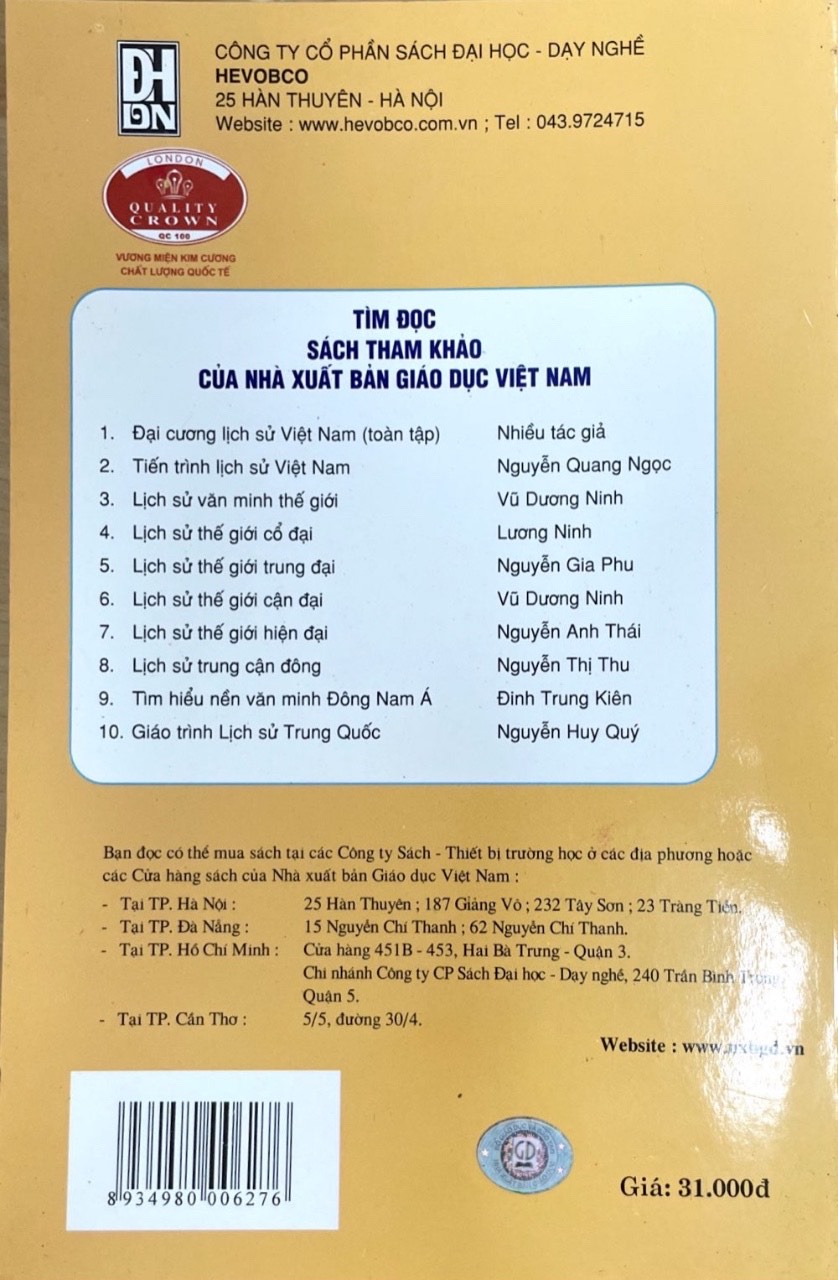 ĐH
DN
CÔNG TY CỔ PHẦN SÁCH ĐẠI HỌC - DẠY NGHỀ
HEVOBCO
25 HÀN THUYÊN - HÀ NỘI
Website : www.hevobco.com.vn ; Tel : 043.9724715
LONDON
QUALITY
CROWN
QC 100
VƯƠNG MIỆN KIM CƯƠNG
CHẤT LƯỢNG QUỐC TẾ
TÌM ĐỌC
SÁCH THAM KHẢO
CỦA NHÀ XUẤT BẢN GIÁO DỤC VIỆT NAM
1. Đại cương lịch sử Việt Nam (toàn tập) Nhiều tác giả
2. Tiến trình lịch sử Việt Nam Nguyễn Quang Ngọc
3. Lịch sử văn minh thế giới Vũ Dương Ninh
4. Lịch sử thế giới cổ đại Lương Ninh
5. Lịch sử thế giới trung đại Nguyễn Gia Phu
6. Lịch sử thế giới cận đại Vũ Dương Ninh
7. Lịch sử thế giới hiện đại Nguyễn Anh Thái
8. Lịch sử trung cận đông Nguyễn Thị Thu
9. Tìm hiểu nền văn minh Đông Nam Á Đinh Trung Kiên
10. Giáo trình Lịch sử Trung Quốc Nguyễn Huy Quý
Bạn đọc có thể mua sách tại các Công ty Sách - Thiết bị trường học ở các địa phương hoặc
các Cửa hàng sách của Nhà xuất bản Giáo dục Việt Nam :
- Tại TP. Hà Nội : 25 Hàn Thuyên ; 187 Giảng Võ ; 232 Tây Sơn ; 23 Tràng Tiền.
- Tại TP. Đà Nẵng : 15 Nguyễn Chí Thanh ; 62 Nguyễn Chí Thanh.
- Tại TP. Hồ Chí Minh : Cửa hàng 451B - 453, Hai Bà Trưng - Quận 3.
Chi nhánh Công ty CP Sách Đại học - Dạy nghề, 240 Trần Bình Trọng,
Quận 5.
- Tại TP. Cần Thơ : 5/5, đường 30/4.
Website : www.nxbgd.vn
8 934980 006276
GD
Giá: 31.000đ